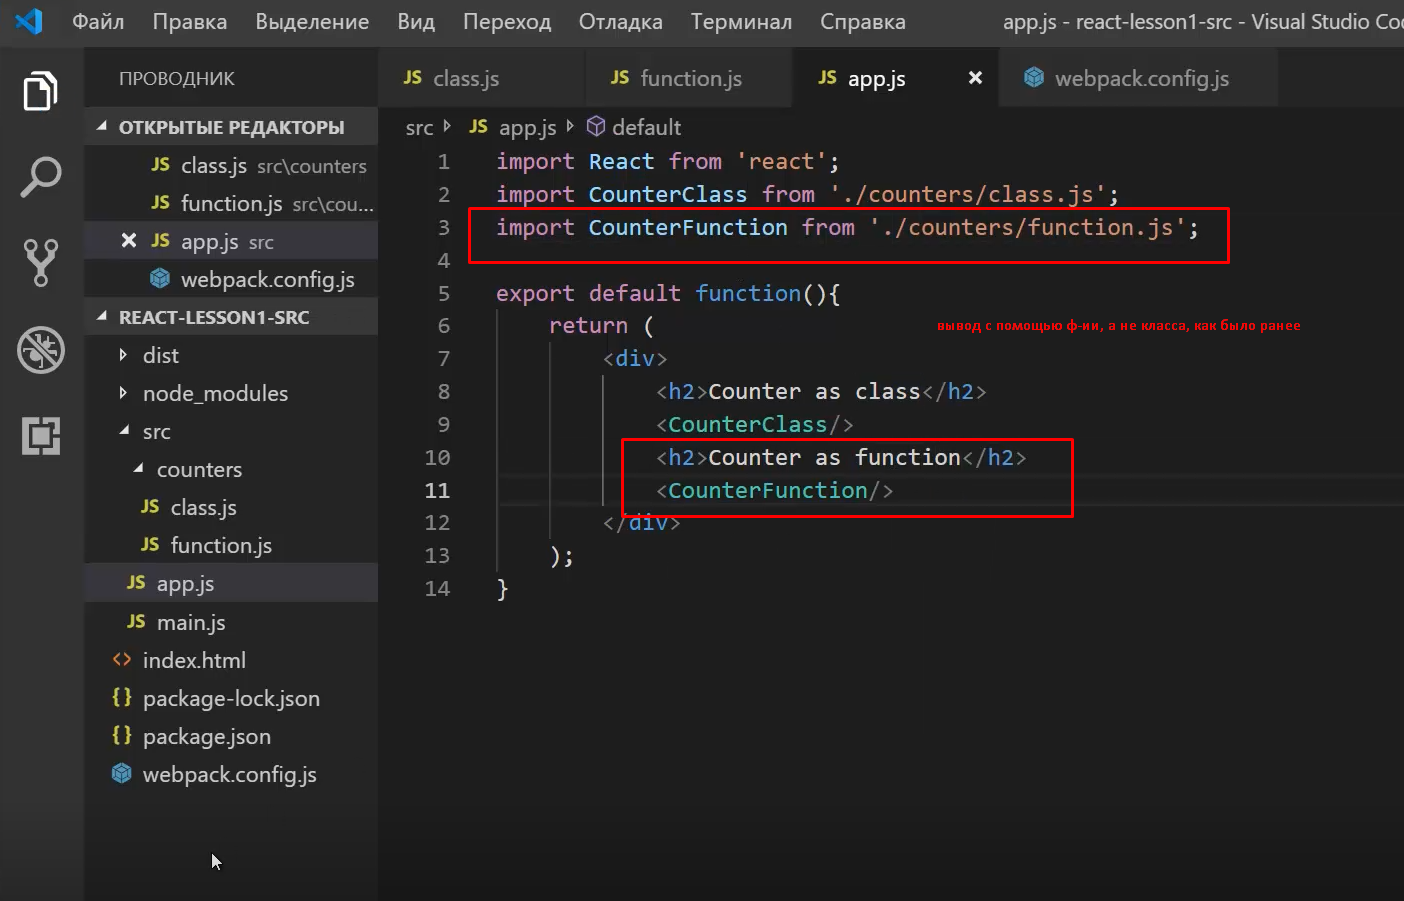 Файл Правка Выделение Вид Переход Отладка Терминал Справка app.js - react-lesson1-src - Visual Studio Co
ПРОВОДНИК
ОТКРЫТЫЕ РЕДАКТОРЫ
JS class.js src\counters
JS function.js src\cou...
JS app.js src
webpack.config.js
REACT-LESSON1-SRC
dist
node_modules
src
counters
JS class.js
JS function.js
JS app.js
JS main.js
<> index.html
{} package-lock.json
{} package.json
webpack.config.js
JS class.js JS function.js JS app.js × webpack.config.js
src JS app.js default
1 import React from 'react';
2 import CounterClass from './counters/class.js';
3 import CounterFunction from './counters/function.js';
4
5 export default function(){
6 return (
вывод с помощью ф-ии, а не класса, как было ранее
7 <div>
8 <h2>Counter as class</h2>
9 <CounterClass/>
10 <h2>Counter as function</h2>
11 <CounterFunction/>
12 </div>
13 );
14 }